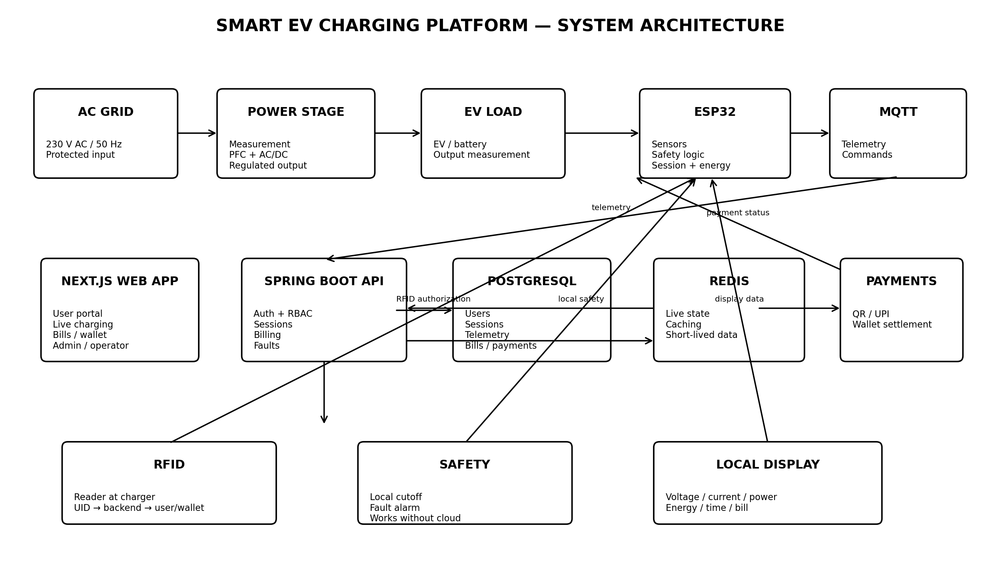 SMART EV CHARGING PLATFORM — SYSTEM ARCHITECTURE
AC GRID
230 V AC / 50 Hz
Protected input
POWER STAGE
Measurement
PFC + AC/DC
Regulated output
EV LOAD
EV / battery
Output measurement
ESP32
Sensors
Safety logic
Session + energy
MQTT
Telemetry
Commands
telemetry
payment status
NEXT.JS WEB APP
User portal
Live charging
Bills / wallet
Admin / operator
SPRING BOOT API
Auth + RBAC
Sessions
Billing
Faults
RFID authorization
POSTGRESQL
Users
Sessions
Telemetry
Bills / payments
local safety
REDIS
Live state
Caching
Short-lived data
display data
PAYMENTS
QR / UPI
Wallet settlement
RFID
Reader at charger
UID → backend → user/wallet
SAFETY
Local cutoff
Fault alarm
Works without cloud
LOCAL DISPLAY
Voltage / current / power
Energy / time / bill